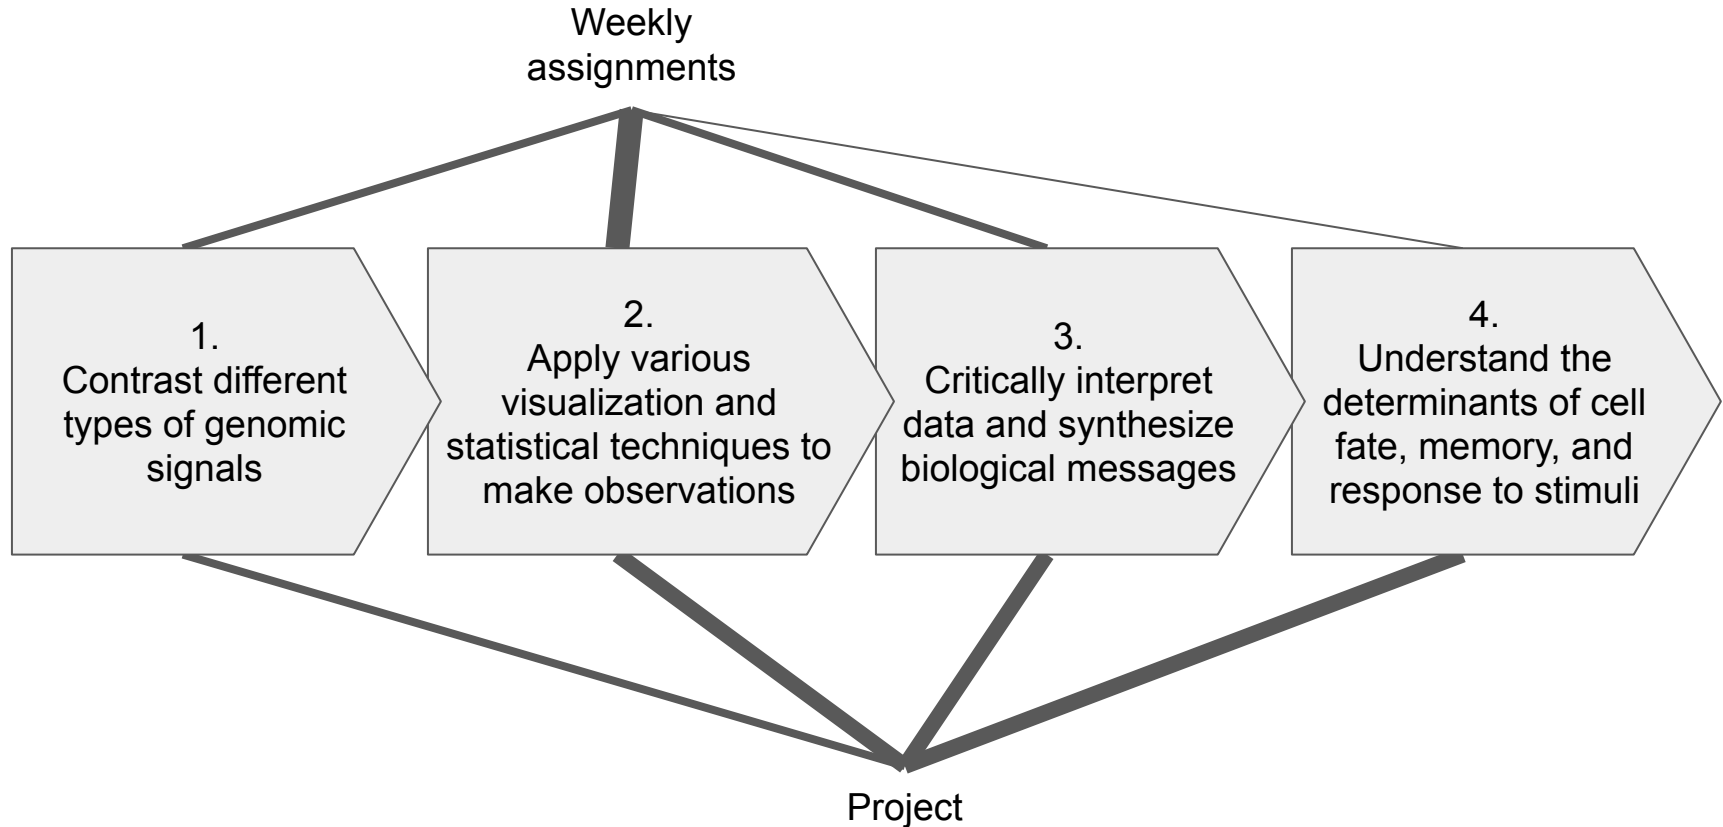 Weekly
assignments
1.
Contrast different
types of genomic
signals
2.
Apply various
visualization and
statistical techniques to
make observations
3.
Critically interpret
data and synthesize
biological messages
4.
Understand the
determinants of cell
fate, memory, and
response to stimuli
Project